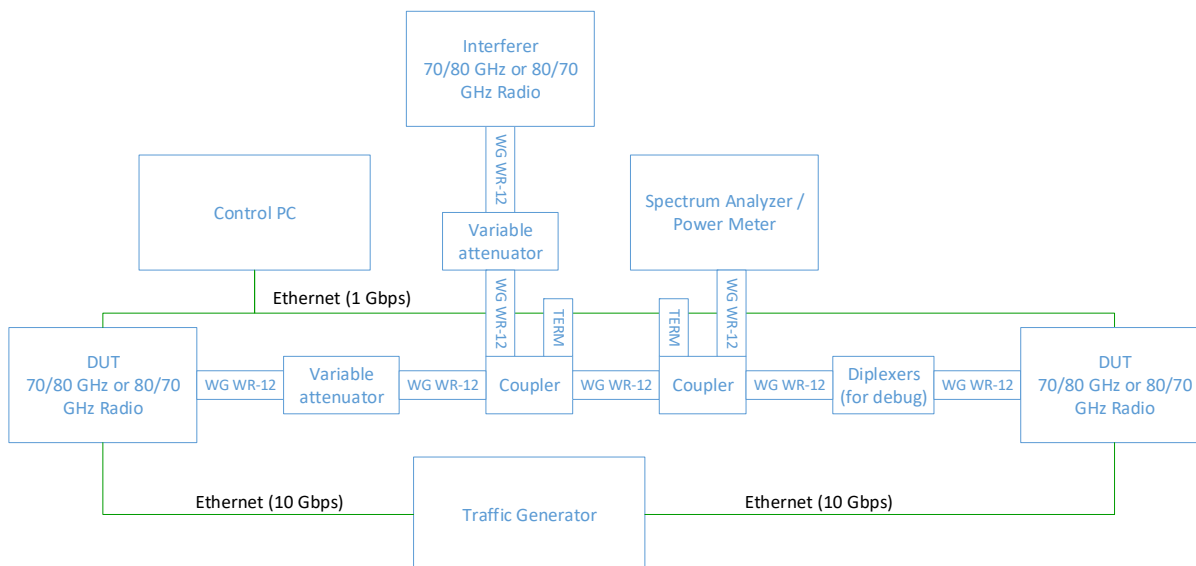 Interferer
70/80 GHz or 80/70
GHz Radio
WG WR-12
Control PC
Spectrum Analyzer /
Power Meter
Variable
attenuator
WG WR-12
TERM
TERM
WG WR-12
Ethernet (1 Gbps)
DUT
70/80 GHz or 80/70
GHz Radio
WG WR-12
Variable
attenuator
WG WR-12
Coupler
WG WR-12
Coupler
WG WR-12
Diplexers
(for debug)
WG WR-12
DUT
70/80 GHz or 80/70
GHz Radio
Ethernet (10 Gbps)
Traffic Generator
Ethernet (10 Gbps)